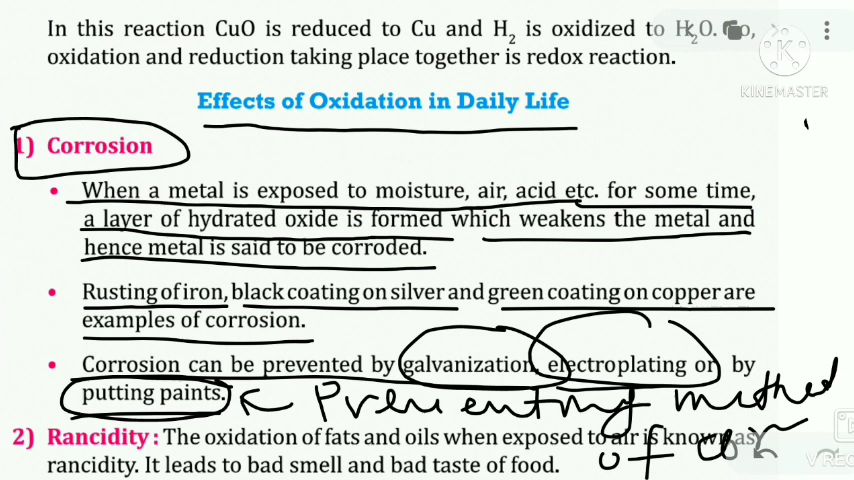 In this reaction CuO is reduced to Cu and H2 is oxidized to H2O. So,
oxidation and reduction taking place together is redox reaction.
KINEMASTER
Effects of Oxidation in Daily Life
1) Corrosion
• When a metal is exposed to moisture, air, acid etc. for some time,
a layer of hydrated oxide is formed which weakens the metal and
hence metal is said to be corroded.
• Rusting of iron, black coating on silver and green coating on copper are
examples of corrosion.
• Corrosion can be prevented by galvanization, electroplating or by
putting paints.
Preventing method
of
2) Rancidity : The oxidation of fats and oils when exposed to air is known as
rancidity. It leads to bad smell and bad taste of food.
V REC